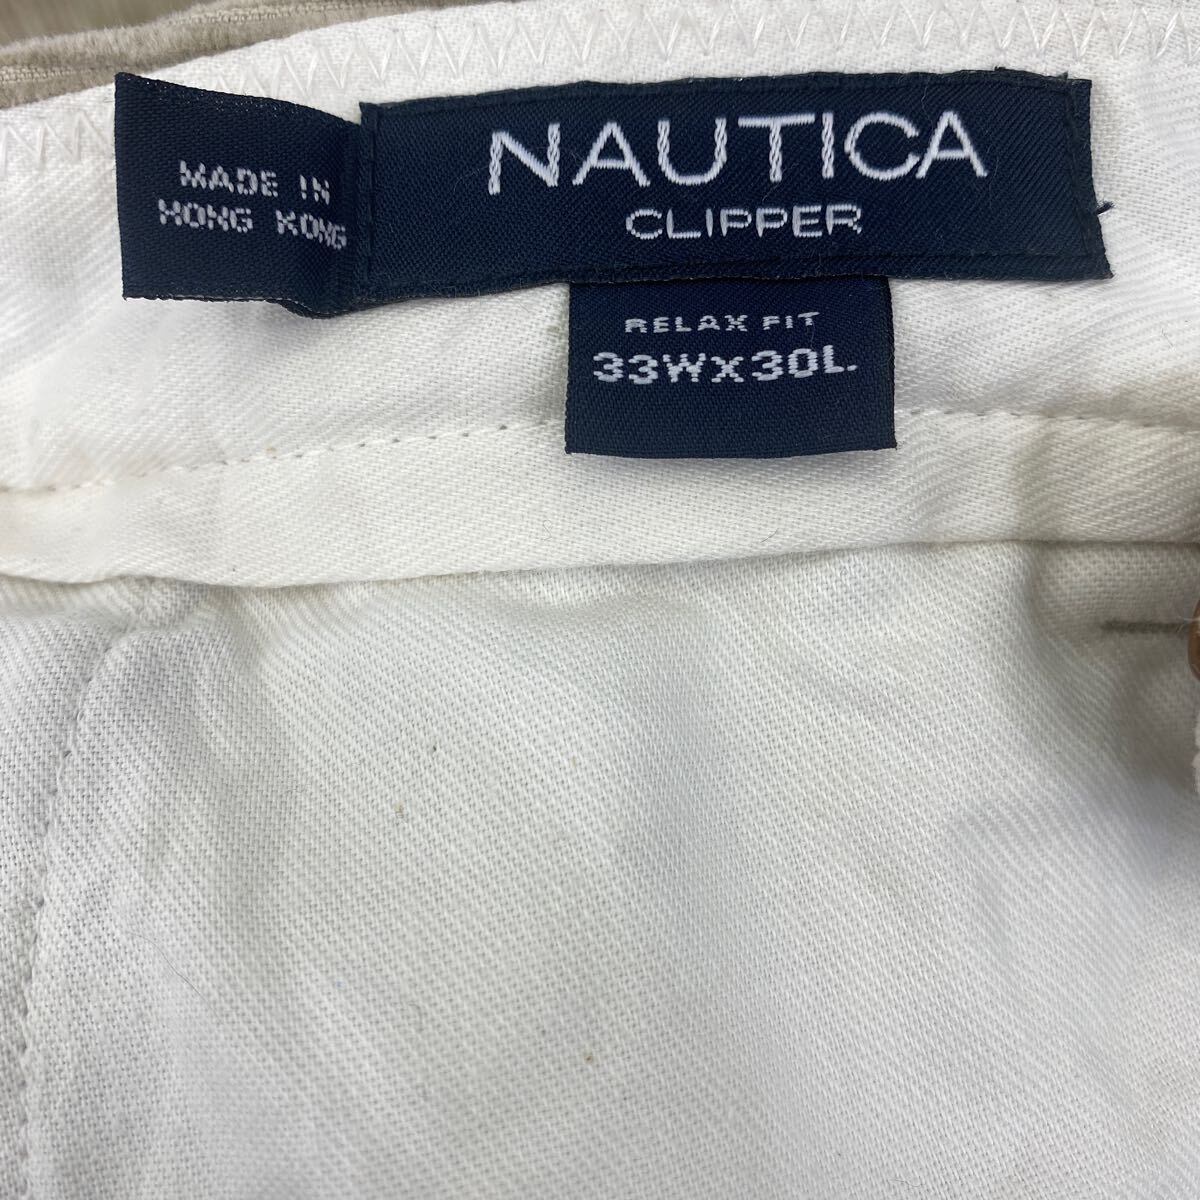 MADE IN
HONG KONG
NAUTICA
CLIPPER
RELAX FIT
33WX30L.